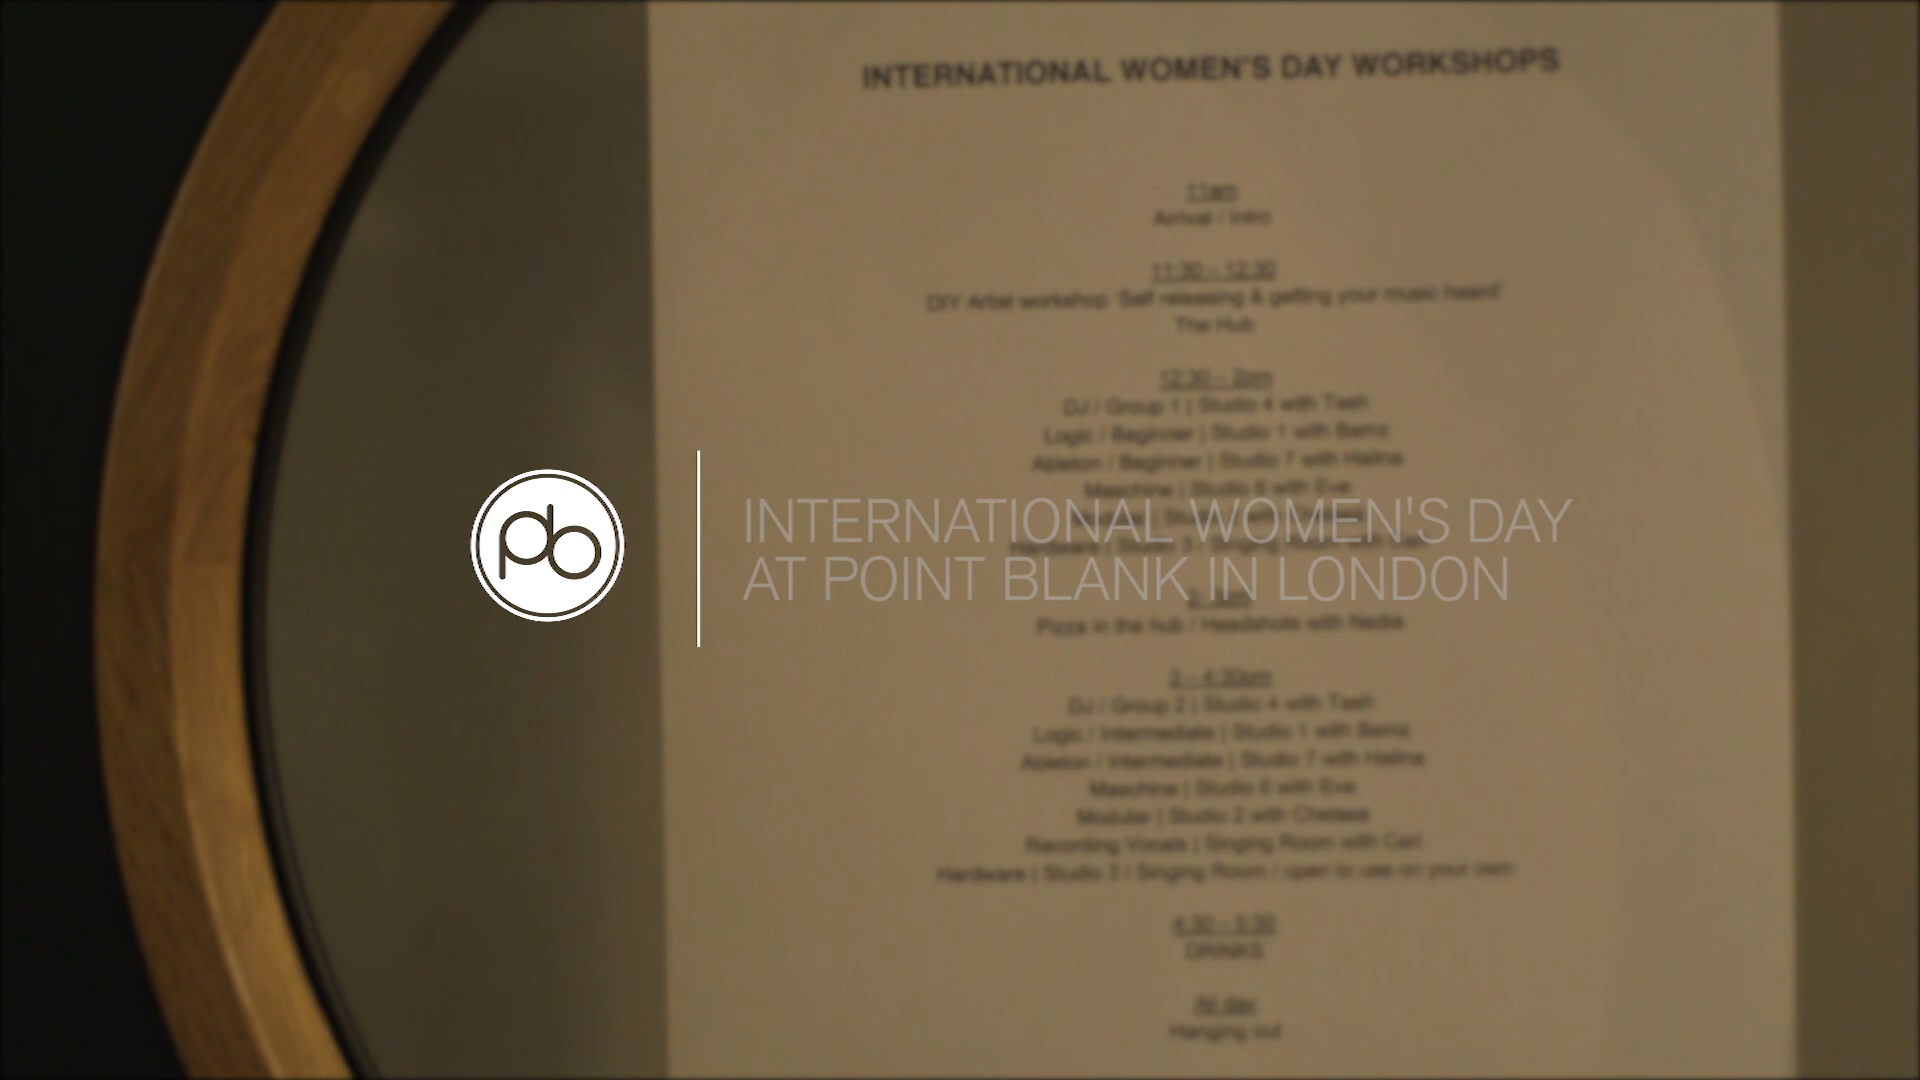 INTERNATIONAL WOMEN'S DAY WORKSHOPS
11am
Arrival / Intro
11:30 – 12:30
DIY Artist workshop 'Self releasing & getting your music heard'
The Hub
12:30 – 2pm
DJ / Group 1 | Studio 4 with Tash
Logic / Beginner | Studio 1 with Bamz
Ableton / Beginner | Studio 7 with Halina
Maschine | Studio 6 with Eve
pb
INTERNATIONAL WOMEN'S DAY
AT POINT BLANK IN LONDON
Pizza in the hub / Headshots with Nadia
3 – 4:30pm
DJ / Group 2 | Studio 4 with Tash
Logic / Intermediate | Studio 1 with Bamz
Ableton / Intermediate | Studio 7 with Halina
Maschine | Studio 6 with Eve
Modular | Studio 2 with Chelsea
Recording Vocals | Singing Room with Cari
Hardware | Studio 3 / Singing Room / open to use on your own
4:30 – 5:30
DRINKS
All day
Hanging out